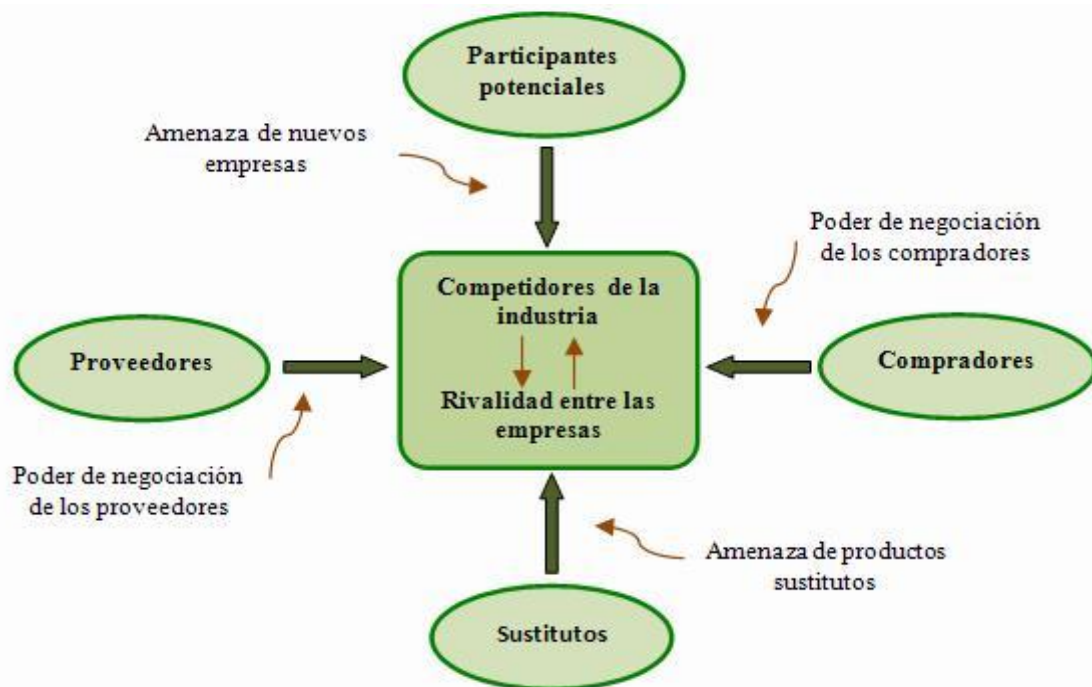 Participantes
potenciales
Amenaza de nuevos
empresas
Poder de negociación
de los compradores
Competidores de la
industria
Proveedores
Compradores
Rivalidad entre las
empresas
Poder de negociación
de los proveedores
Amenaza de productos
sustitutos
Sustitutos